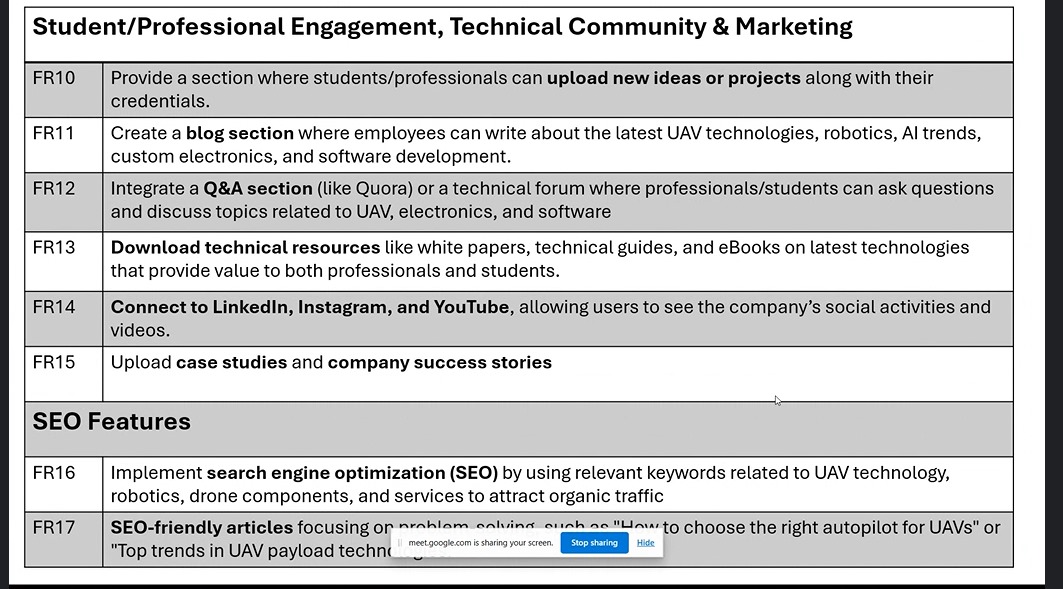 Student/Professional Engagement, Technical Community & Marketing
FR10 Provide a section where students/professionals can upload new ideas or projects along with their
credentials.
FR11 Create a blog section where employees can write about the latest UAV technologies, robotics, AI trends,
custom electronics, and software development.
FR12 Integrate a Q&A section (like Quora) or a technical forum where professionals/students can ask questions
and discuss topics related to UAV, electronics, and software
FR13 Download technical resources like white papers, technical guides, and eBooks on latest technologies
that provide value to both professionals and students.
FR14 Connect to LinkedIn, Instagram, and YouTube, allowing users to see the company’s social activities and
videos.
FR15 Upload case studies and company success stories
SEO Features
FR16 Implement search engine optimization (SEO) by using relevant keywords related to UAV technology,
robotics, drone components, and services to attract organic traffic
FR17 SEO-friendly articles focusing on problem-solving, such as "How to choose the right autopilot for UAVs" or
"Top trends in UAV payload
meet.google.com is sharing your screen. Stop sharing Hide